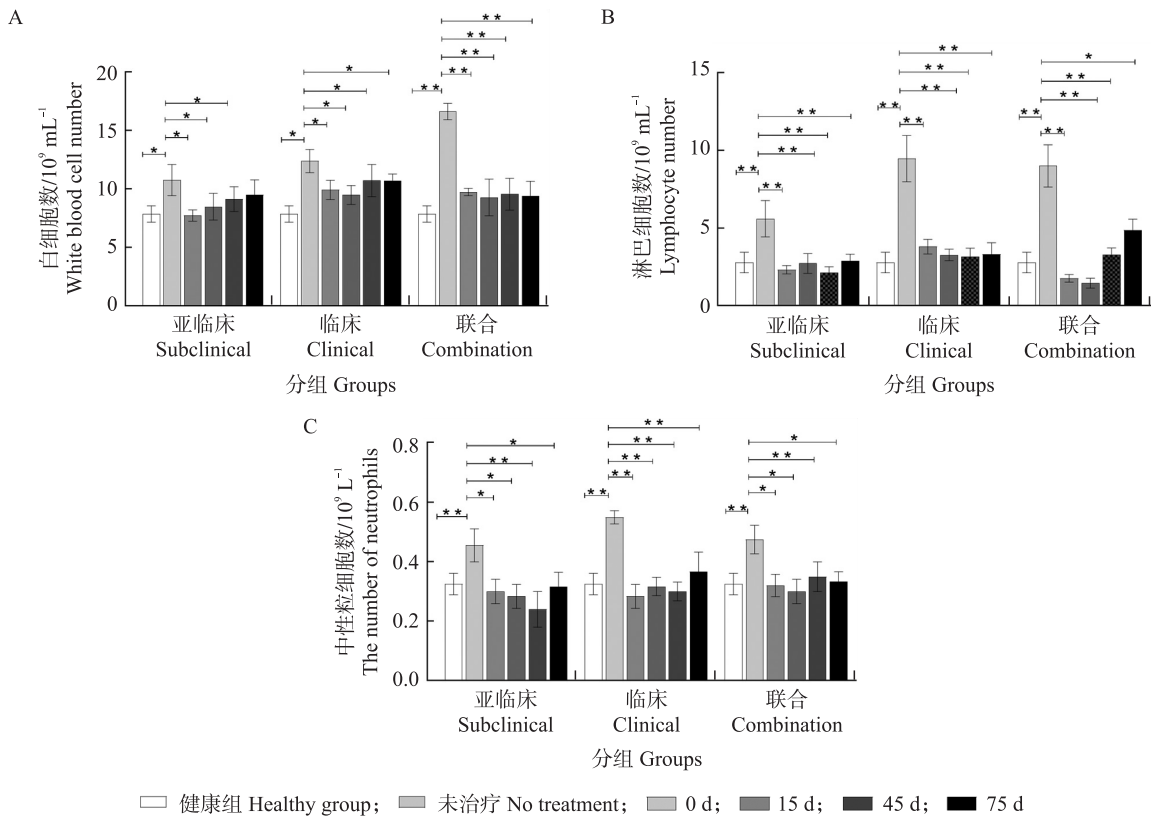 A
白细胞数/10⁹ mL⁻¹
White blood cell number
20
15
10
5
0
*
*
*
*
*
*
*
*
*
**
**
**
**
**
亚临床
Subclinical
临床
Clinical
联合
Combination
分组 Groups
B
淋巴细胞数/10⁹ mL⁻¹
Lymphocyte number
15
10
5
0
**
**
**
**
**
**
**
**
**
**
**
**
**
**
*
亚临床
Subclinical
临床
Clinical
联合
Combination
分组 Groups
C
中性粒细胞数/10⁹ L⁻¹
The number of neutrophils
0.8
0.6
0.4
0.2
0.0
**
*
*
**
*
**
**
**
**
**
**
*
*
**
*
亚临床
Subclinical
临床
Clinical
联合
Combination
分组 Groups
健康组 Healthy group; 未治疗 No treatment; 0 d; 15 d; 45 d; 75 d